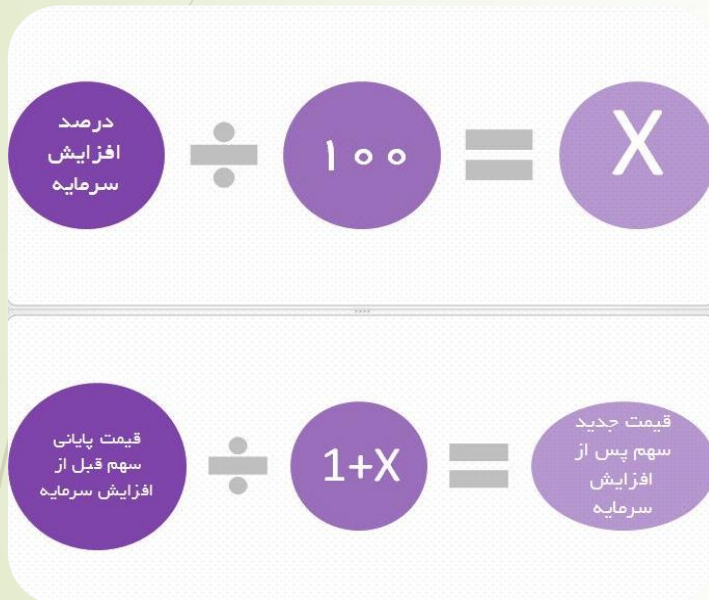 درصد
افزایش
سرمایه
÷
۱۰۰
=
X
قیمت پایانی
سهم قبل از
افزایش سرمایه
÷
1+X
=
قیمت جدید
سهم پس از
افزایش
سرمایه